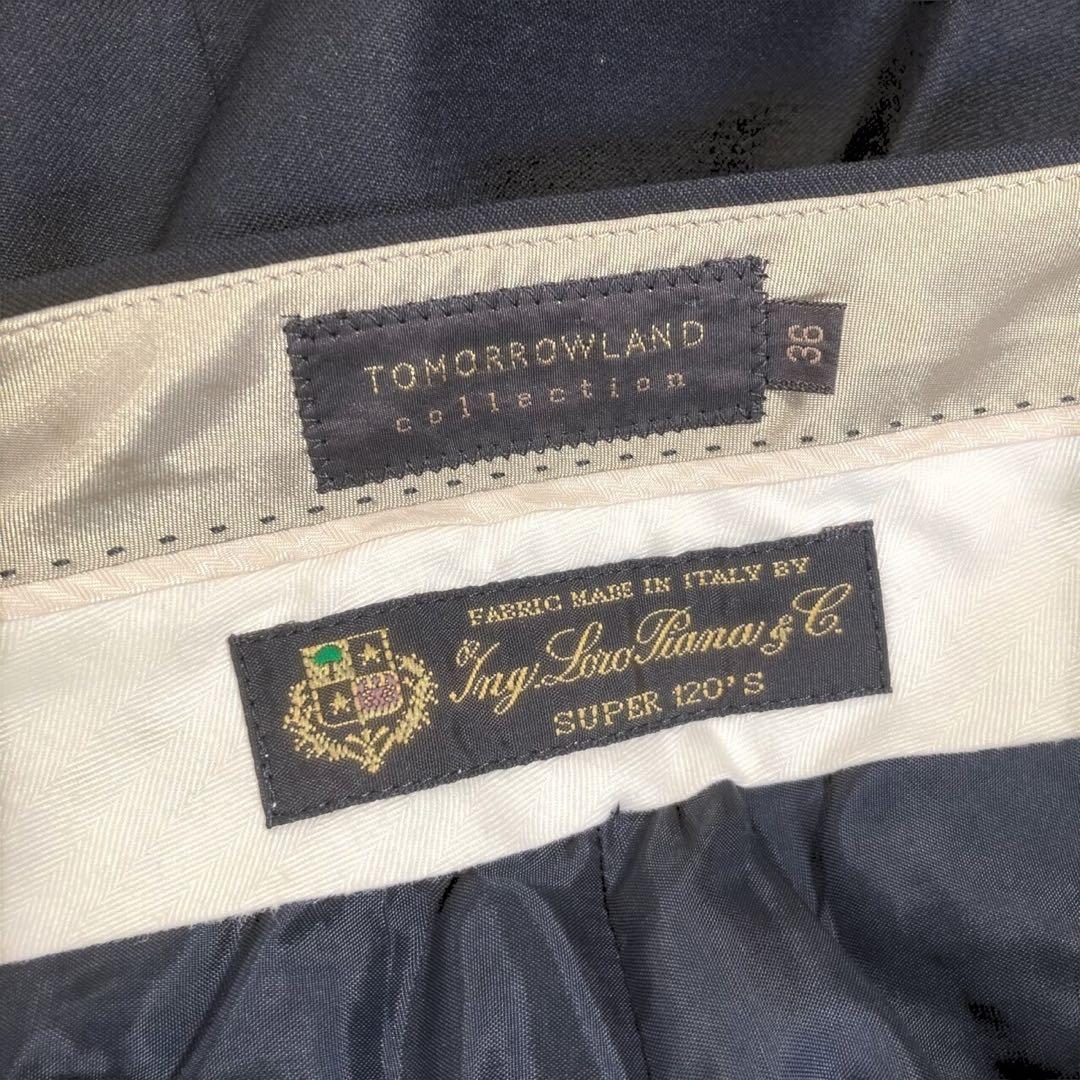 TOMORROWLAND
collection
36
FABRIC MADE IN ITALY BY
Ing. Loro Piana & C.
SUPER 120'S